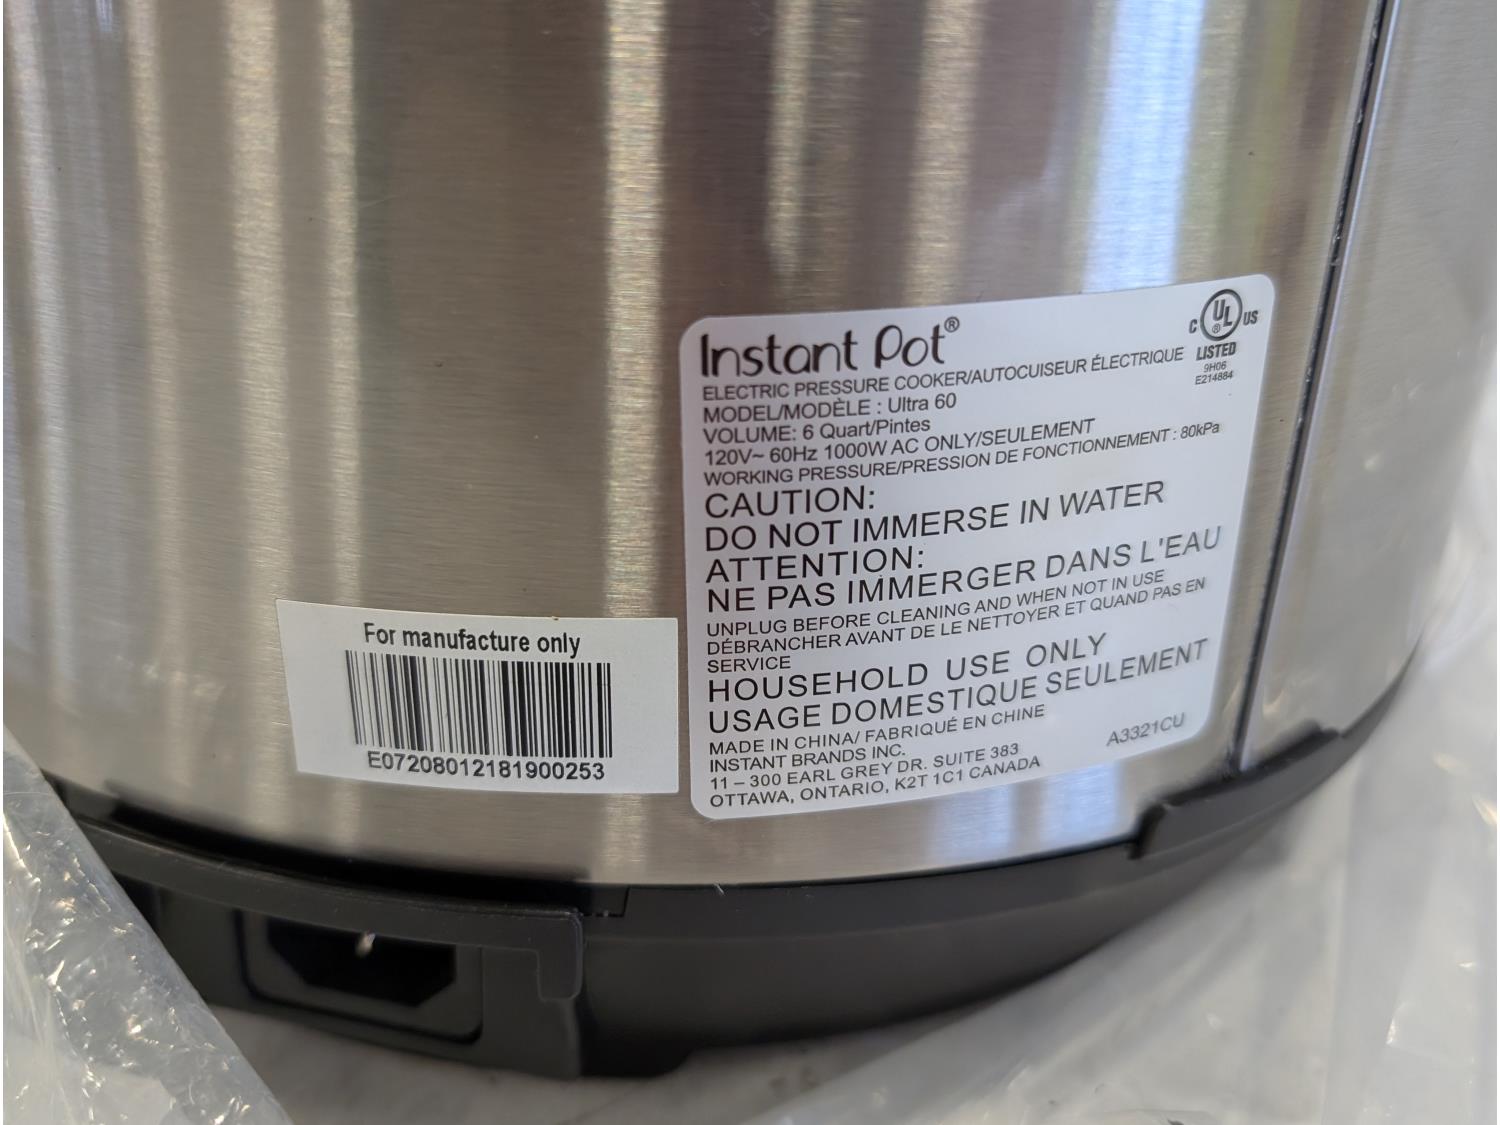 Instant Pot®
C UL® US
LISTED
9H06
E214884
ELECTRIC PRESSURE COOKER/AUTOCUISEUR ÉLECTRIQUE
MODEL/MODÈLE : Ultra 60
VOLUME: 6 Quart/Pintes
120V~ 60Hz 1000W AC ONLY/SEULEMENT
WORKING PRESSURE/PRESSION DE FONCTIONNEMENT : 80kPa
CAUTION:
DO NOT IMMERSE IN WATER
ATTENTION:
NE PAS IMMERGER DANS L'EAU
UNPLUG BEFORE CLEANING AND WHEN NOT IN USE
DÉBRANCHER AVANT DE LE NETTOYER ET QUAND PAS EN
SERVICE
HOUSEHOLD USE ONLY
USAGE DOMESTIQUE SEULEMENT
MADE IN CHINA/ FABRIQUÉ EN CHINE
INSTANT BRANDS INC.
11 – 300 EARL GREY DR. SUITE 383
OTTAWA, ONTARIO, K2T 1C1 CANADA
A3321CU
For manufacture only
E07208012181900253